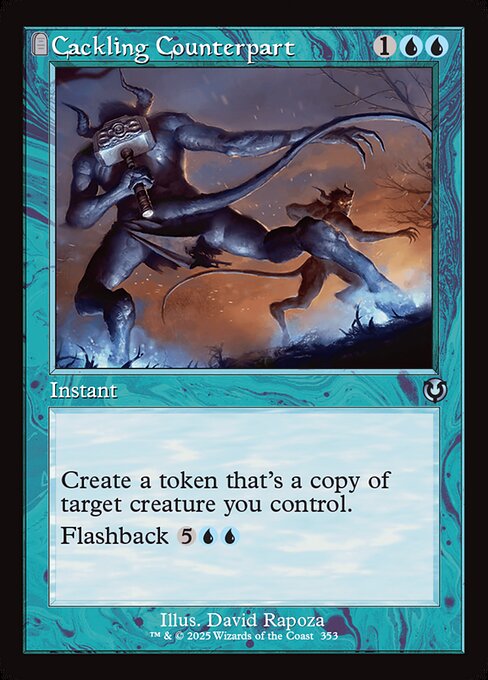 Cackling Counterpart 1
Instant
Create a token that's a copy of
target creature you control.
Flashback 5
Illus. David Rapoza
™ & © 2025 Wizards of the Coast 353